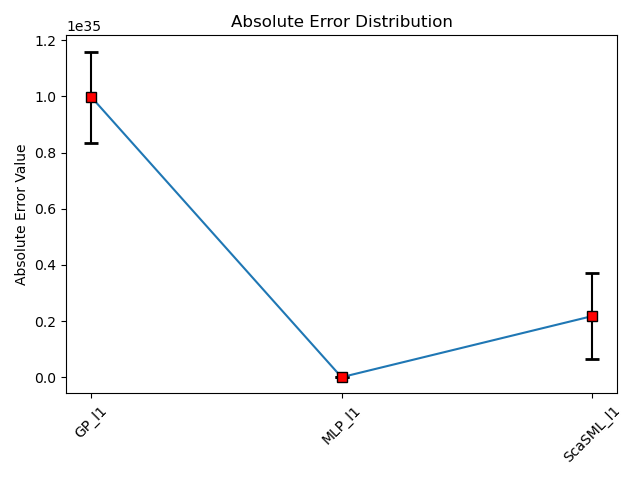 Absolute Error Distribution
1e35
1.2
1.0
0.8
0.6
0.4
0.2
0.0
Absolute Error Value
GP_l1
MLP_l1
ScaSML_l1